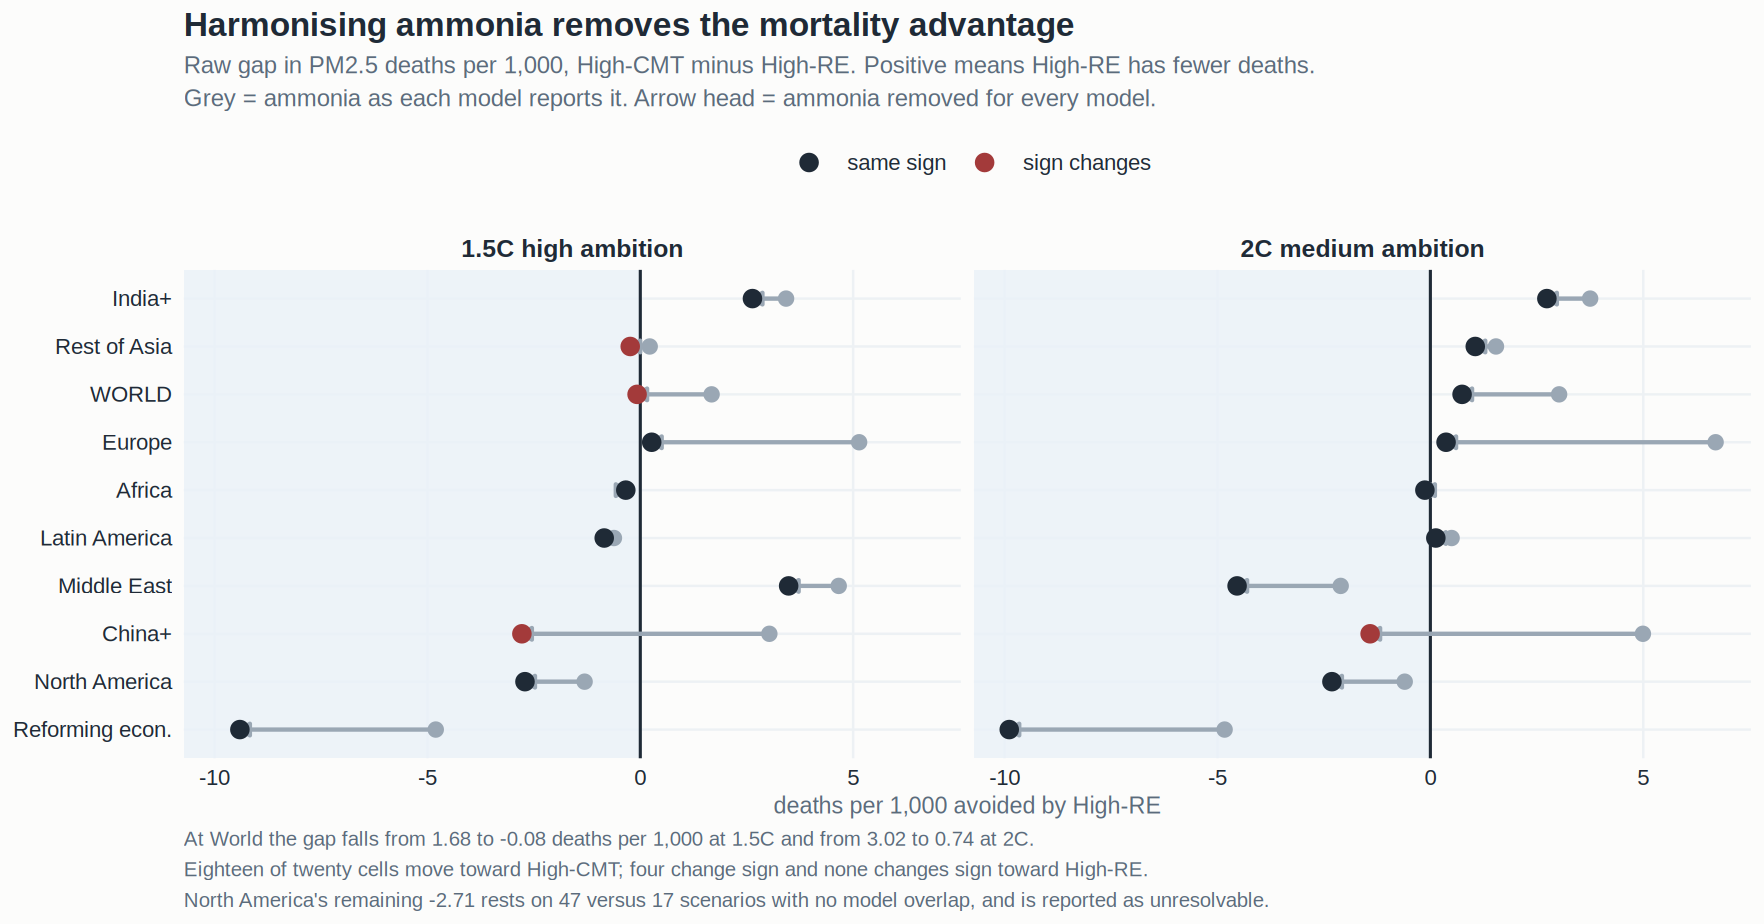 Harmonising ammonia removes the mortality advantage
Raw gap in PM2.5 deaths per 1,000, High-CMT minus High-RE. Positive means High-RE has fewer deaths.
Grey = ammonia as each model reports it. Arrow head = ammonia removed for every model.
same sign
sign changes
1.5C high ambition
2C medium ambition
India+
Rest of Asia
WORLD
Europe
Africa
Latin America
Middle East
China+
North America
Reforming econ.
-10 -5 0 5
-10 -5 0 5
deaths per 1,000 avoided by High-RE
At World the gap falls from 1.68 to -0.08 deaths per 1,000 at 1.5C and from 3.02 to 0.74 at 2C.
Eighteen of twenty cells move toward High-CMT; four change sign and none changes sign toward High-RE.
North America's remaining -2.71 rests on 47 versus 17 scenarios with no model overlap, and is reported as unresolvable.